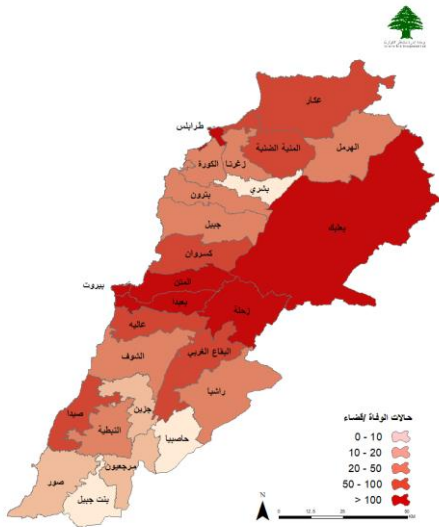 عكار
طرابلس
المنية الضنية
الهرمل
زغرتا
الكورة
بشري
بترون
جبيل
بعلبك
كسروان
المتن
بيروت
بعبدا
زحلة
عاليه
البقاع الغربي
الشوف
راشيا
صيدا
جزين
النبطية
حاصبيا
مرجعيون
صور
بنت جبيل
حالات الوفاة /قضاء
0 - 10
10 - 20
20 - 50
50 - 100
> 100
N